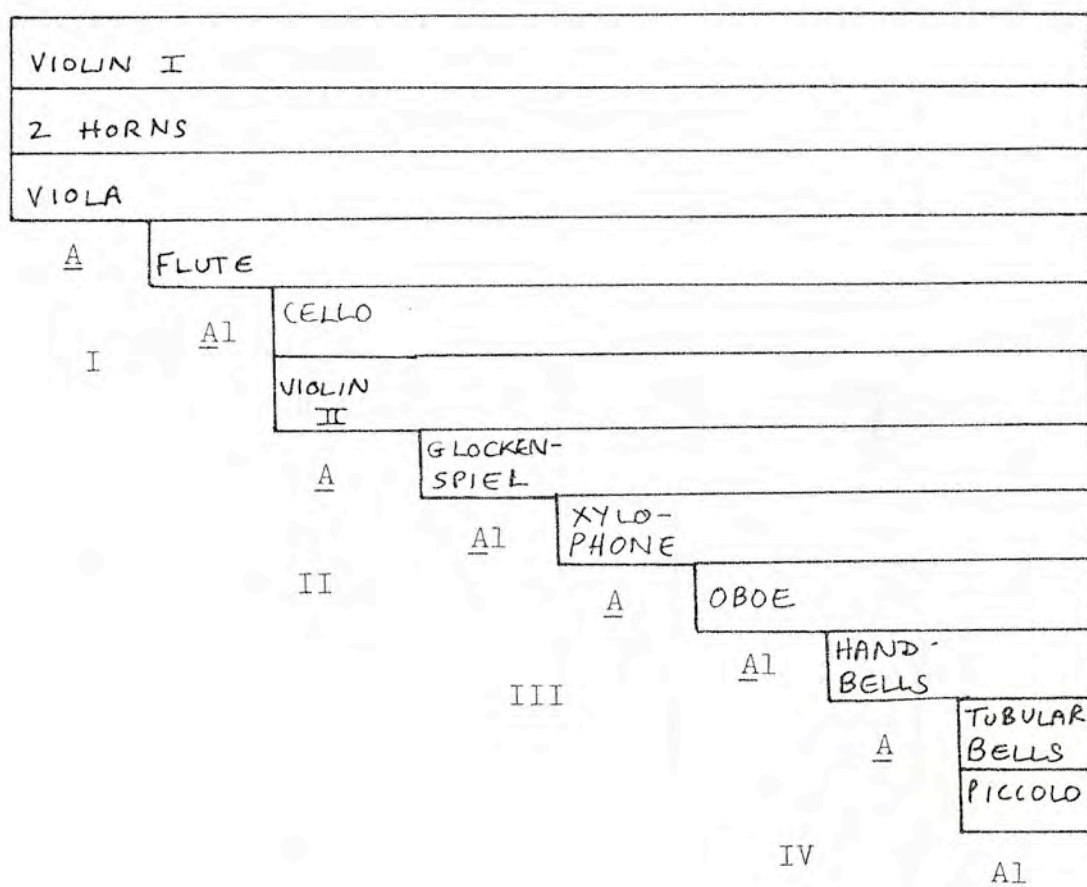 VIOLIN I
2 HORNS
VIOLA
A
FLUTE
A1
CELLO
I
VIOLIN
II
A
GLOCKEN-
SPIEL
A1
XYLO-
PHONE
II
A
OBOE
A1
HAND-
BELLS
III
A
TUBULAR
BELLS
PICCOLO
IV
A1